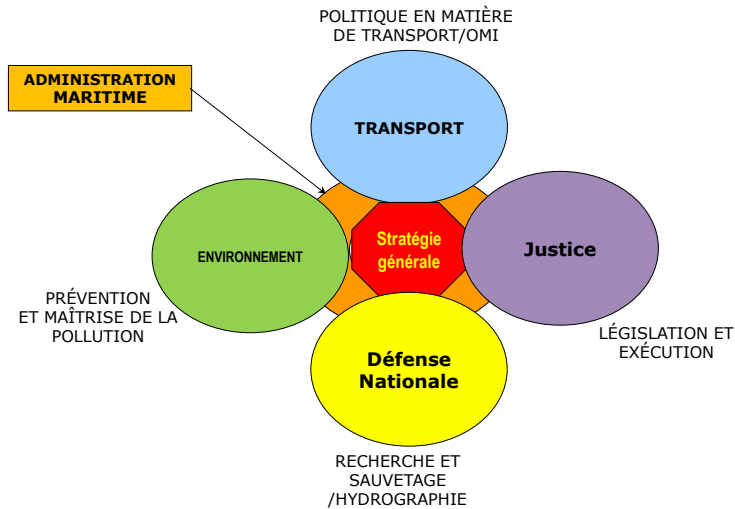 POLITIQUE EN MATIÈRE
DE TRANSPORT/OMI
ADMINISTRATION
MARITIME
TRANSPORT
ENVIRONNEMENT
Stratégie
générale
Justice
PRÉVENTION
ET MAÎTRISE DE LA
POLLUTION
LÉGISLATION ET
EXÉCUTION
Défense
Nationale
RECHERCHE ET
SAUVETAGE
/HYDROGRAPHIE